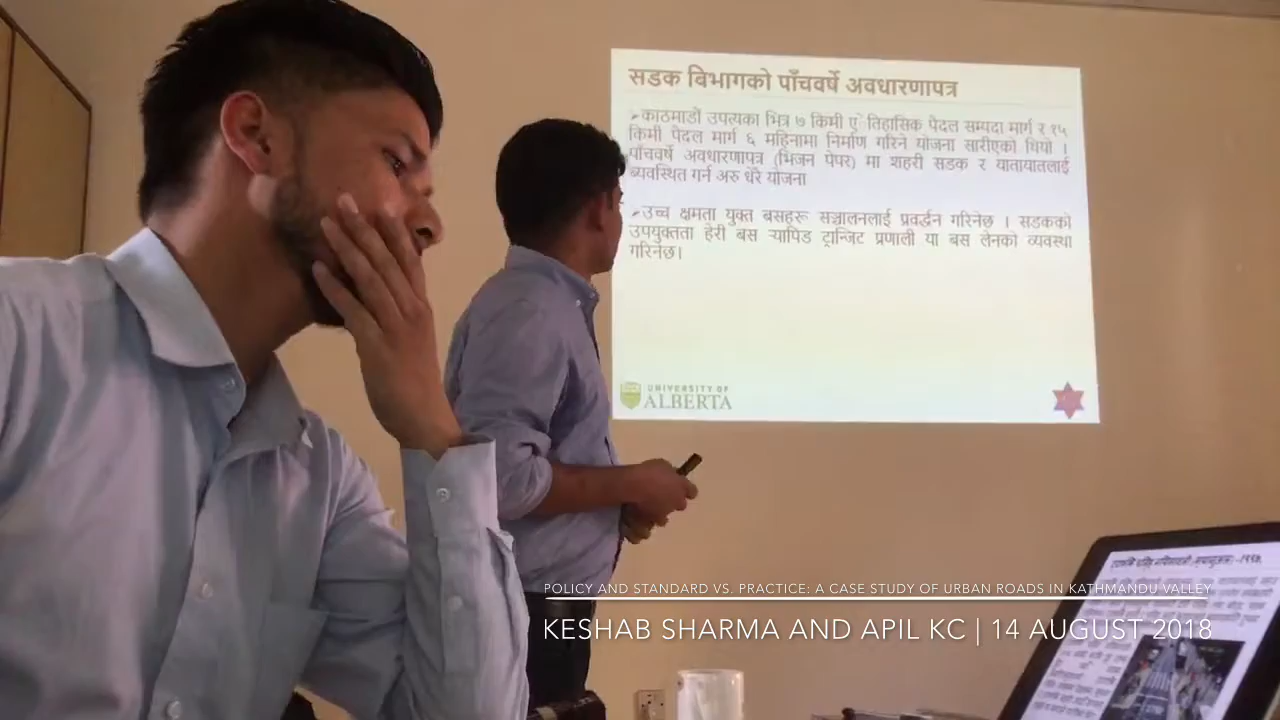 सडक विभागको पाँचवर्षे अवधारणापत्र
➢काठमाडौं उपत्यका भित्र ७ किमी ए तिहासिक पैदल सम्पदा मार्ग र १५
किमी पैदल मार्ग ६ महिनामा निर्माण गरिने योजना सारीएको थियो ।
पाँचवर्षे अवधारणापत्र (भिजन पेपर) मा शहरी सडक र यातायातलाई
ब्यवस्थित गर्न अरु धेरै योजना
➢उच्च क्षमता युक्त बसहरू सञ्चालनलाई प्रवर्द्धन गरिनेछ । सडकको
उपयुक्तता हेरी बस र्‍यापिड ट्रान्जिट प्रणाली या बस लेनको व्यवस्था
गरिनेछ।
UNIVERSITY OF
ALBERTA
POLICY AND STANDARD VS. PRACTICE: A CASE STUDY OF URBAN ROADS IN KATHMANDU VALLEY
KESHAB SHARMA AND APIL KC | 14 AUGUST 2018